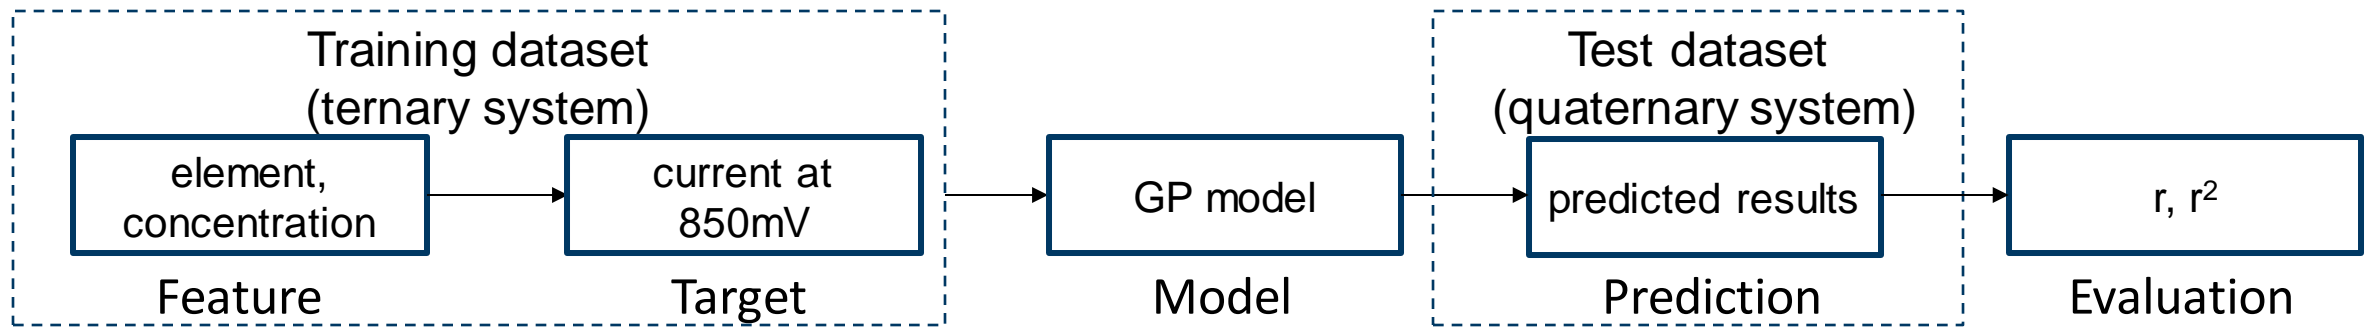 Training dataset
(ternary system)
element,
concentration
Feature
current at
850mV
Target
GP model
Model
Test dataset
(quaternary system)
predicted results
Prediction
r, r²
Evaluation